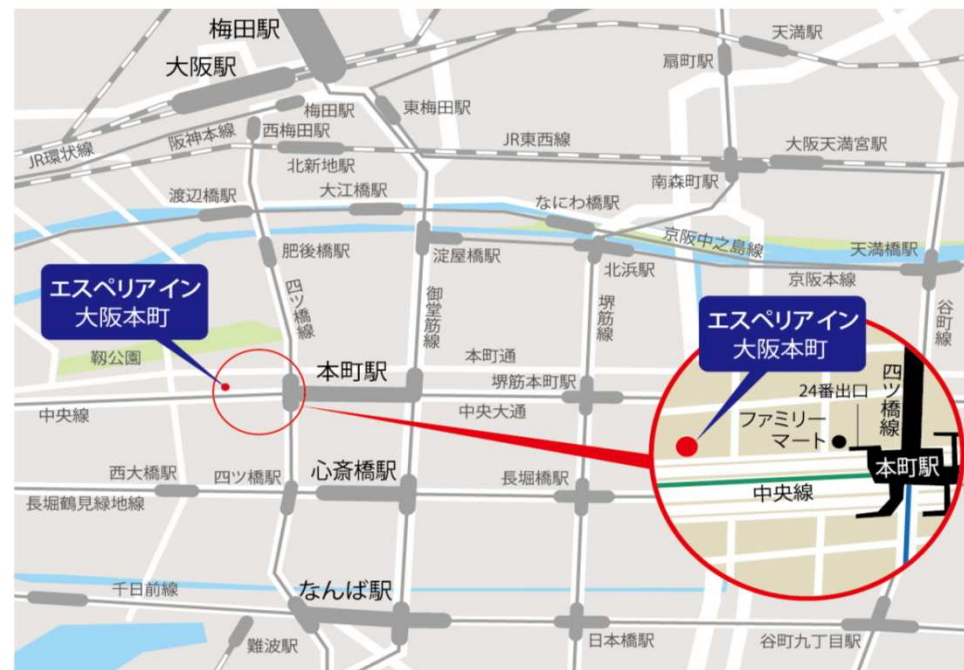 梅田駅
天満駅
大阪駅
扇町駅
梅田駅
東梅田駅
西梅田駅
阪神本線
JR環状線
JR東西線
大阪天満宮駅
北新地駅
南森町駅
渡辺橋駅
大江橋駅
なにわ橋駅
京阪中之島線
肥後橋駅
淀屋橋駅
北浜駅
天満橋駅
京阪本線
エスペリアイン
大阪本町
四ツ橋線
御堂筋線
堺筋線
谷町線
エスペリアイン
大阪本町
靱公園
本町通
本町駅
堺筋本町駅
中央線
中央大通
24番出口
四ツ橋線
ファミリー
マート
本町駅
中央線
西大橋駅
四ツ橋駅
心斎橋駅
長堀橋駅
長堀鶴見緑地線
千日前線
なんば駅
難波駅
日本橋駅
谷町九丁目駅